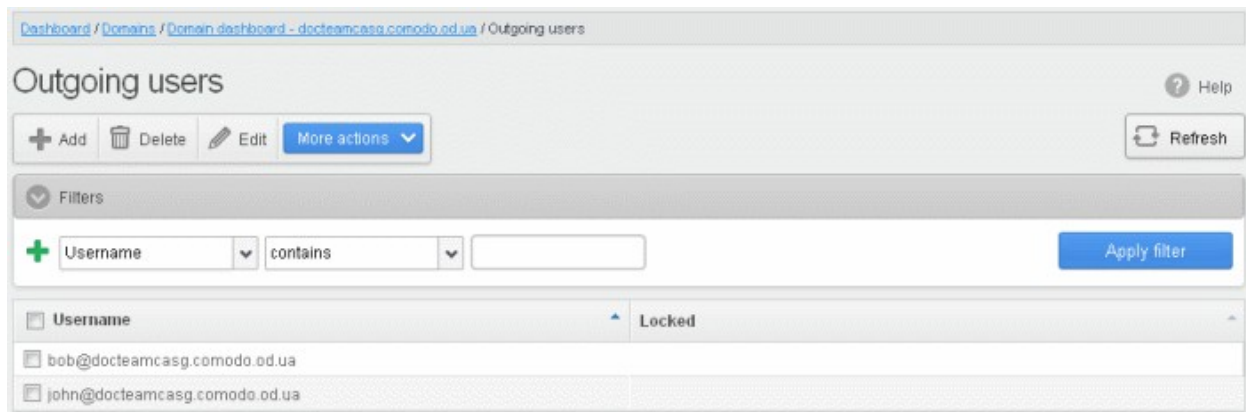 Dashboard / Domains / Domain dashboard - docteamcasg.comodo.od.ua / Outgoing users
Outgoing users
Help
Add Delete Edit More actions
Refresh
Filters
Username contains Apply filter
Username Locked
bob@docteamcasg.comodo.od.ua
john@docteamcasg.comodo.od.ua